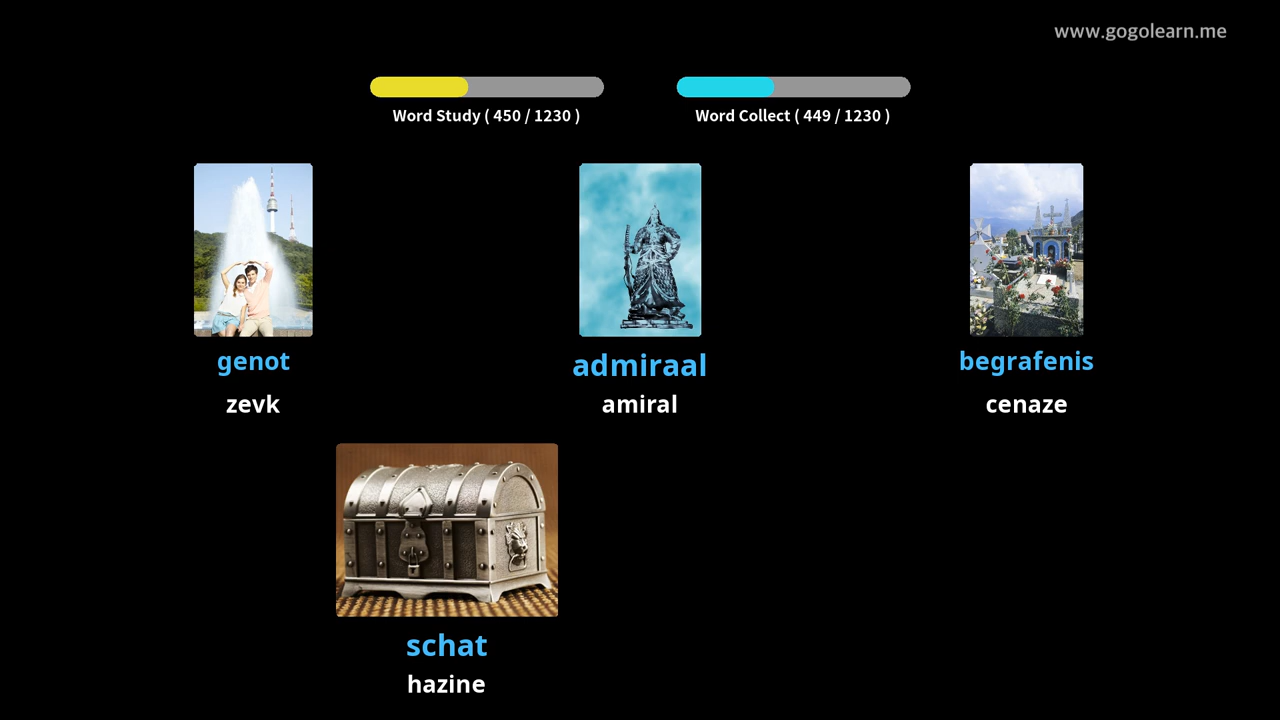 www.gogolearn.me
Word Study ( 450 / 1230 )
Word Collect ( 449 / 1230 )
genot
zevk
admiraal
amiral
begrafenis
cenaze
schat
hazine